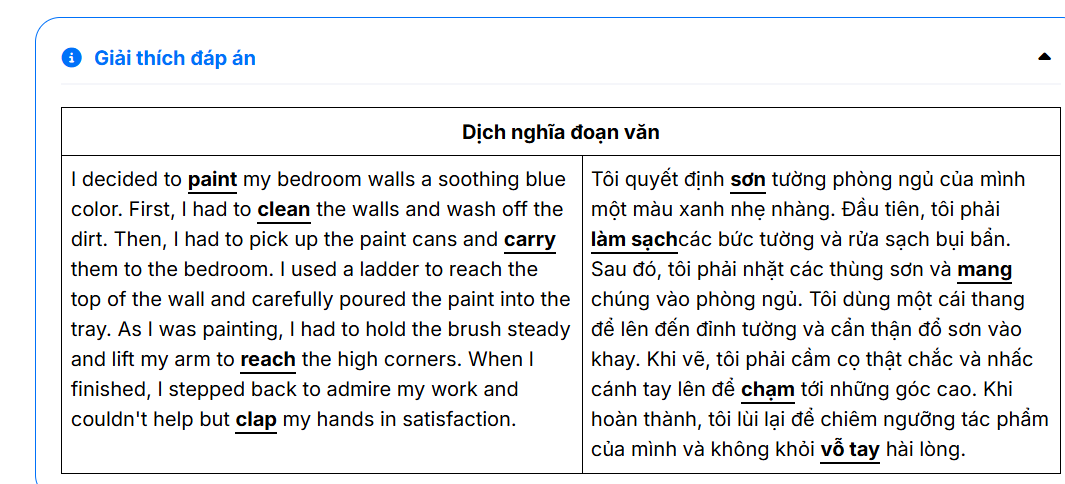 Giải thích đáp án
Dịch nghĩa đoạn văn
I decided to paint my bedroom walls a soothing blue
color. First, I had to clean the walls and wash off the
dirt. Then, I had to pick up the paint cans and carry
them to the bedroom. I used a ladder to reach the
top of the wall and carefully poured the paint into the
tray. As I was painting, I had to hold the brush steady
and lift my arm to reach the high corners. When I
finished, I stepped back to admire my work and
couldn't help but clap my hands in satisfaction.
Tôi quyết định sơn tường phòng ngủ của mình
một màu xanh nhẹ nhàng. Đầu tiên, tôi phải
làm sạchcác bức tường và rửa sạch bụi bẩn.
Sau đó, tôi phải nhặt các thùng sơn và mang
chúng vào phòng ngủ. Tôi dùng một cái thang
để lên đến đỉnh tường và cẩn thận đổ sơn vào
khay. Khi vẽ, tôi phải cầm cọ thật chắc và nhấc
cánh tay lên để chạm tới những góc cao. Khi
hoàn thành, tôi lùi lại để chiêm ngưỡng tác phẩm
của mình và không khỏi vỗ tay hài lòng.